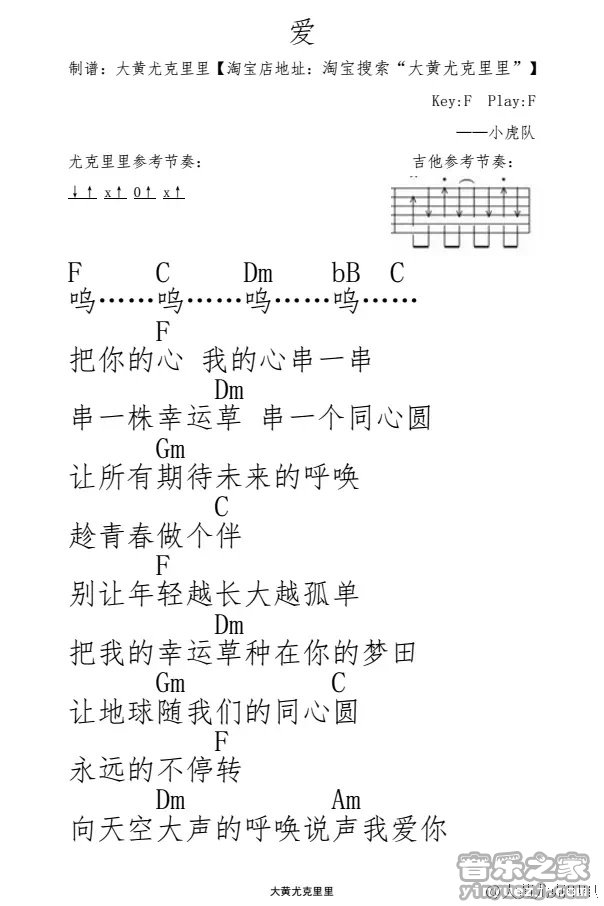 爱
制谱：大黄尤克里里【淘宝店地址：淘宝搜索“大黄尤克里里”】
Key:F Play:F
——小虎队
尤克里里参考节奏：
吉他参考节奏：
↓↑ x↑ 0↑ x↑
F C Dm bB C
呜……呜……呜……呜……
F
把你的心 我的心串一串
Dm
串一株幸运草 串一个同心圆
Gm
让所有期待未来的呼唤
C
趁青春做个伴
F
别让年轻越长大越孤单
Dm
把我的幸运草种在你的梦田
Gm C
让地球随我们的同心圆
F
永远的不停转
Dm Am
向天空大声的呼唤说声我爱你
大黄尤克里里
音乐之家